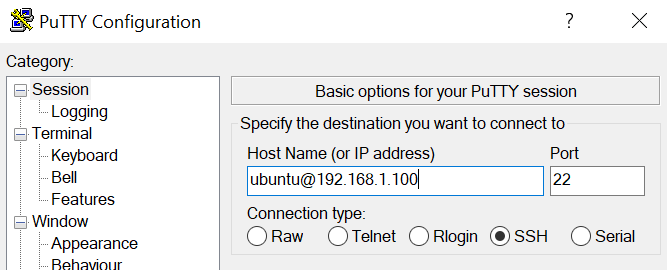 PuTTY Configuration
?
Category:
Session
Logging
Terminal
Keyboard
Bell
Features
Window
Appearance
Behaviour
Basic options for your PuTTY session
Specify the destination you want to connect to
Host Name (or IP address) Port
ubuntu@192.168.1.100 22
Connection type:
Raw Telnet Rlogin SSH Serial